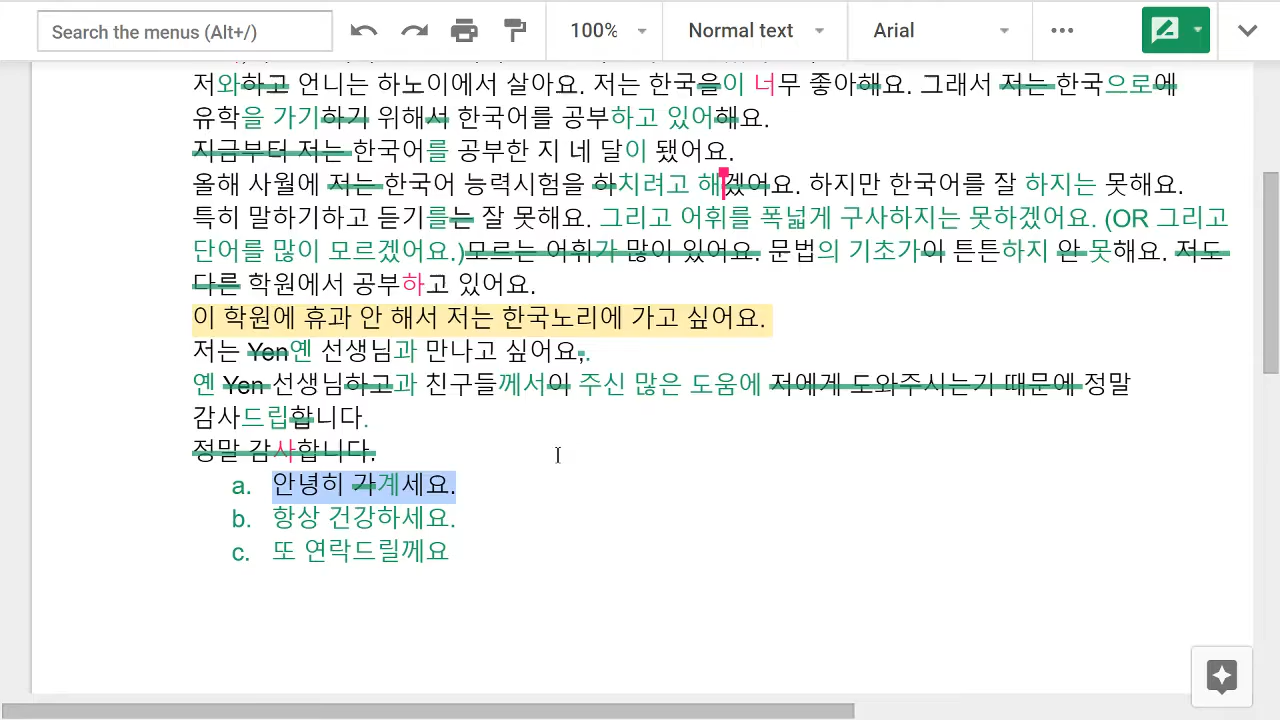 Search the menus (Alt+/)
100%
Normal text
Arial
저와하고 언니는 하노이에서 살아요. 저는 한국을이 너무 좋아해요. 그래서 저는 한국으로에
유학을 가기하기 위해서 한국어를 공부하고 있어해요.
지금부터 저는 한국어를 공부한 지 네 달이 됐어요.
올해 사월에 저는 한국어 능력시험을 하치려고 해겠어요. 하지만 한국어를 잘 하지는 못해요.
특히 말하기하고 듣기를는 잘 못해요. 그리고 어휘를 폭넓게 구사하지는 못하겠어요. (OR 그리고
단어를 많이 모르겠어요.)모르는 어휘가 많이 있어요. 문법의 기초가이 튼튼하지 안 못해요. 저도
다른 학원에서 공부하고 있어요.
이 학원에 휴과 안 해서 저는 한국노리에 가고 싶어요.
저는 Yen옌 선생님과 만나고 싶어요,.
옌 Yen 선생님하고과 친구들께서이 주신 많은 도움에 저에게 도와주시는기 때문에 정말
감사드립합니다.
정말 감사합니다.
a. 안녕히 가계세요.
b. 항상 건강하세요.
c. 또 연락드릴께요